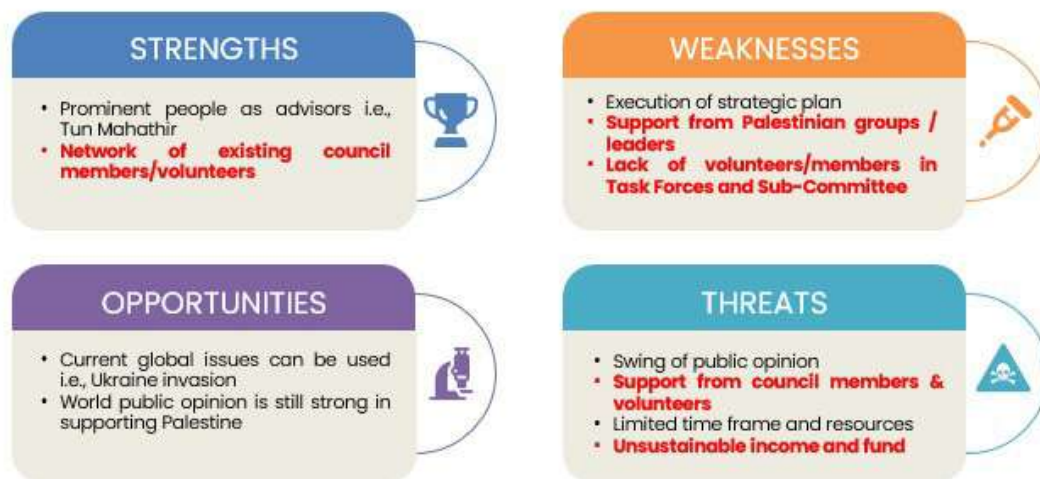 STRENGTHS
• Prominent people as advisors i.e.,
Tun Mahathir
• Network of existing council
members/volunteers
WEAKNESSES
• Execution of strategic plan
• Support from Palestinian groups /
leaders
• Lack of volunteers/members in
Task Forces and Sub-Committee
OPPORTUNITIES
• Current global issues can be used
i.e., Ukraine invasion
• World public opinion is still strong in
supporting Palestine
THREATS
• Swing of public opinion
• Support from council members &
volunteers
• Limited time frame and resources
• Unsustainable income and fund